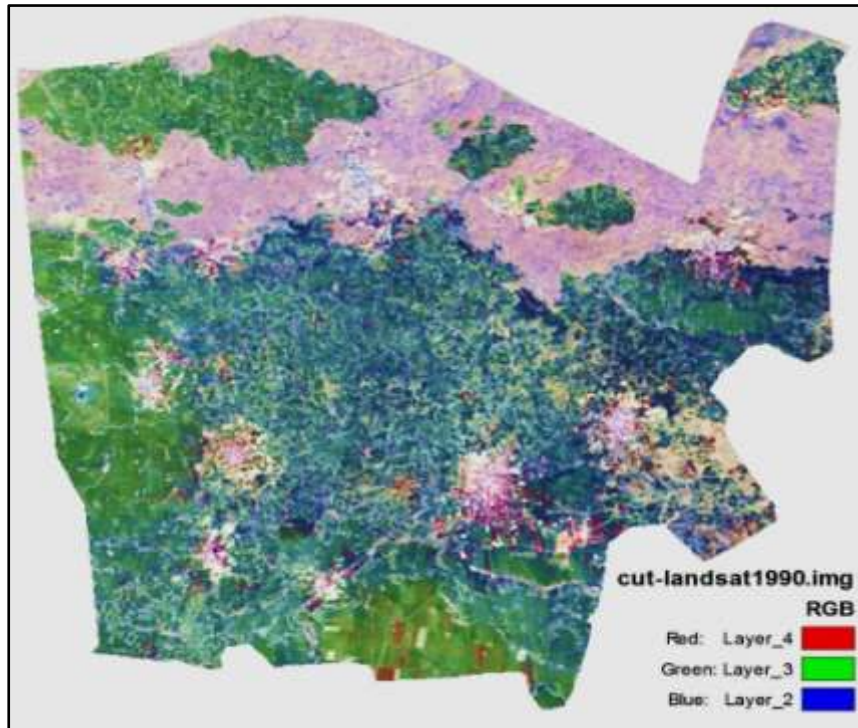 cut-landsat1990.img
RGB
Red: Layer_4
Green: Layer_3
Blue: Layer_2